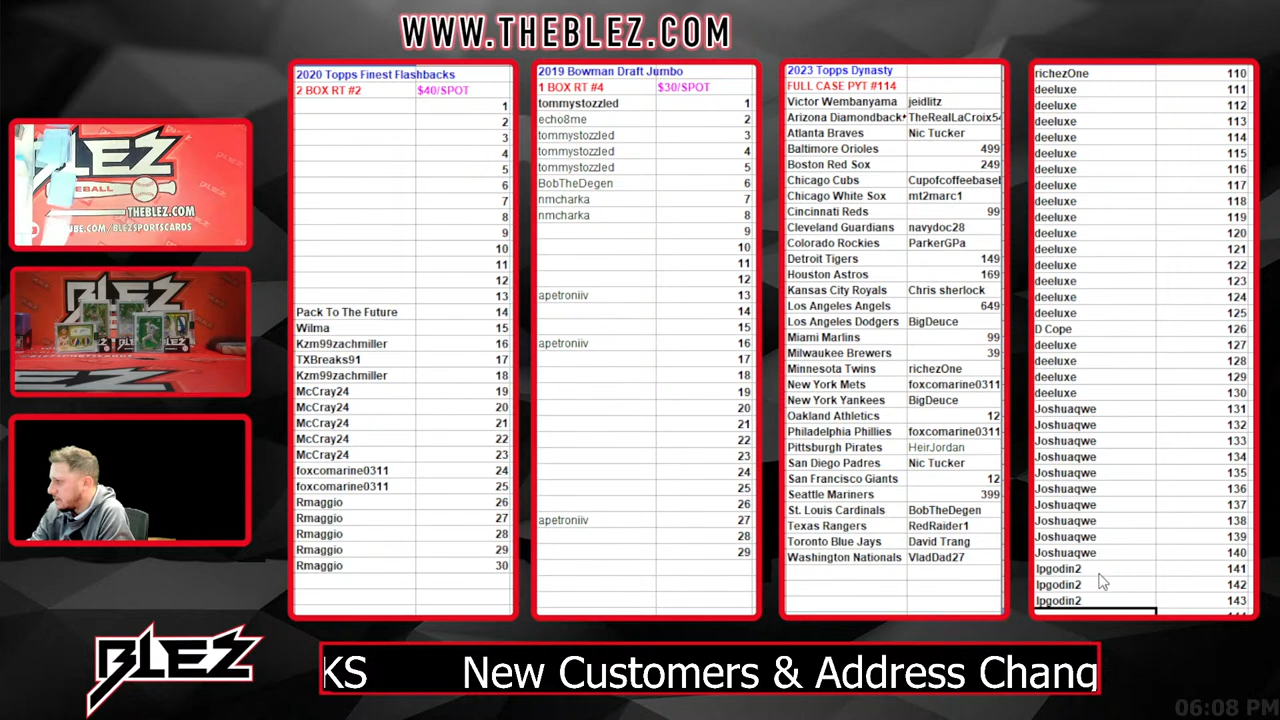 WWW.THEBLEZ.COM
BLEZ
BASEBALL
THEBLEZ.COM
UBE.COM/BLEZSPORTSCARDS
2020 Topps Finest Flashbacks
2 BOX RT #2 $40/SPOT
1
2
3
4
5
6
7
8
9
10
11
12
13
Pack To The Future 14
Wilma 15
Kzm99zachmiller 16
TXBreaks91 17
Kzm99zachmiller 18
McCray24 19
McCray24 20
McCray24 21
McCray24 22
McCray24 23
foxcomarine0311 24
foxcomarine0311 25
Rmaggio 26
Rmaggio 27
Rmaggio 28
Rmaggio 29
Rmaggio 30
2019 Bowman Draft Jumbo
1 BOX RT #4 $30/SPOT
tommystozzled 1
echo8me 2
tommystozzled 3
tommystozzled 4
tommystozzled 5
BobTheDegen 6
nmcharka 7
nmcharka 8
9
10
11
12
apetroniiv 13
14
15
apetroniiv 16
17
18
19
20
21
22
23
24
25
26
apetroniiv 27
28
29
2023 Topps Dynasty
FULL CASE PYT #114
Victor Wembanyama jeidlitz
Arizona Diamondback TheRealLaCroix54
Atlanta Braves Nic Tucker
Baltimore Orioles 499
Boston Red Sox 249
Chicago Cubs Cupofcoffeebasel
Chicago White Sox mt2marc1
Cincinnati Reds 99
Cleveland Guardians navydoc28
Colorado Rockies ParkerGPa
Detroit Tigers 149
Houston Astros 169
Kansas City Royals Chris sherlock
Los Angeles Angels 649
Los Angeles Dodgers BigDeuce
Miami Marlins 99
Milwaukee Brewers 39
Minnesota Twins richezOne
New York Mets foxcomarine0311
New York Yankees BigDeuce
Oakland Athletics 12
Philadelphia Phillies foxcomarine0311
Pittsburgh Pirates HeirJordan
San Diego Padres Nic Tucker
San Francisco Giants 12
Seattle Mariners 399
St. Louis Cardinals BobTheDegen
Texas Rangers RedRaider1
Toronto Blue Jays David Trang
Washington Nationals VladDad27
richezOne 110
deeluxe 111
deeluxe 112
deeluxe 113
deeluxe 114
deeluxe 115
deeluxe 116
deeluxe 117
deeluxe 118
deeluxe 119
deeluxe 120
deeluxe 121
deeluxe 122
deeluxe 123
deeluxe 124
deeluxe 125
D Cope 126
deeluxe 127
deeluxe 128
deeluxe 129
deeluxe 130
Joshuaqwe 131
Joshuaqwe 132
Joshuaqwe 133
Joshuaqwe 134
Joshuaqwe 135
Joshuaqwe 136
Joshuaqwe 137
Joshuaqwe 138
Joshuaqwe 139
Joshuaqwe 140
lpgodin2 141
lpgodin2 142
lpgodin2 143
BLEZ
KS New Customers & Address Chang
06:08 PM